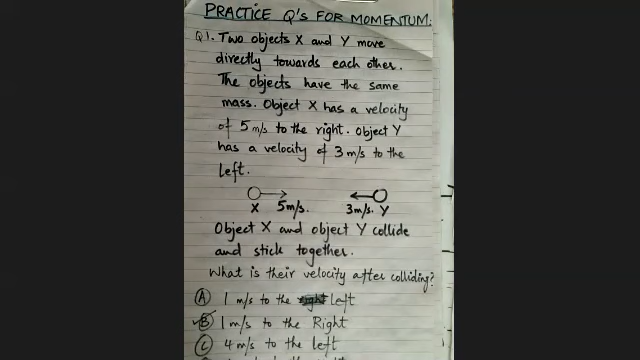 PRACTICE Q's FOR MOMENTUM:
Q1. Two objects X and Y move
directly towards each other.
The objects have the same
mass. Object X has a velocity
of 5 m/s to the right. Object Y
has a velocity of 3 m/s to the
left.
X 5m/s. 3m/s. Y
Object X and object Y collide
and stick together.
What is their velocity after colliding?
A 1 m/s to the left
B 1 m/s to the Right
C 4 m/s to the left